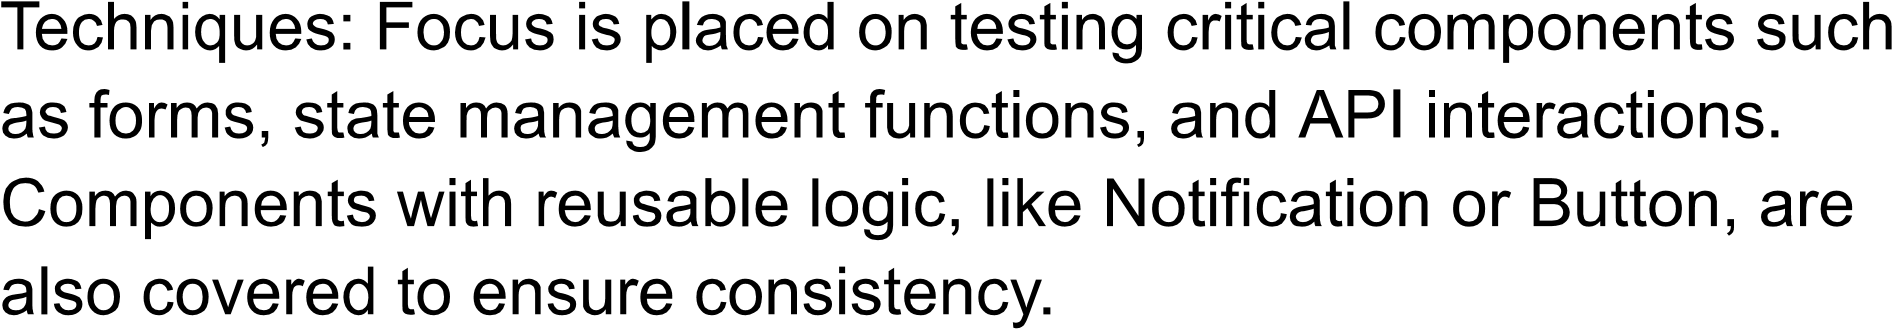 Techniques: Focus is placed on testing critical components such
as forms, state management functions, and API interactions.
Components with reusable logic, like Notification or Button, are
also covered to ensure consistency.